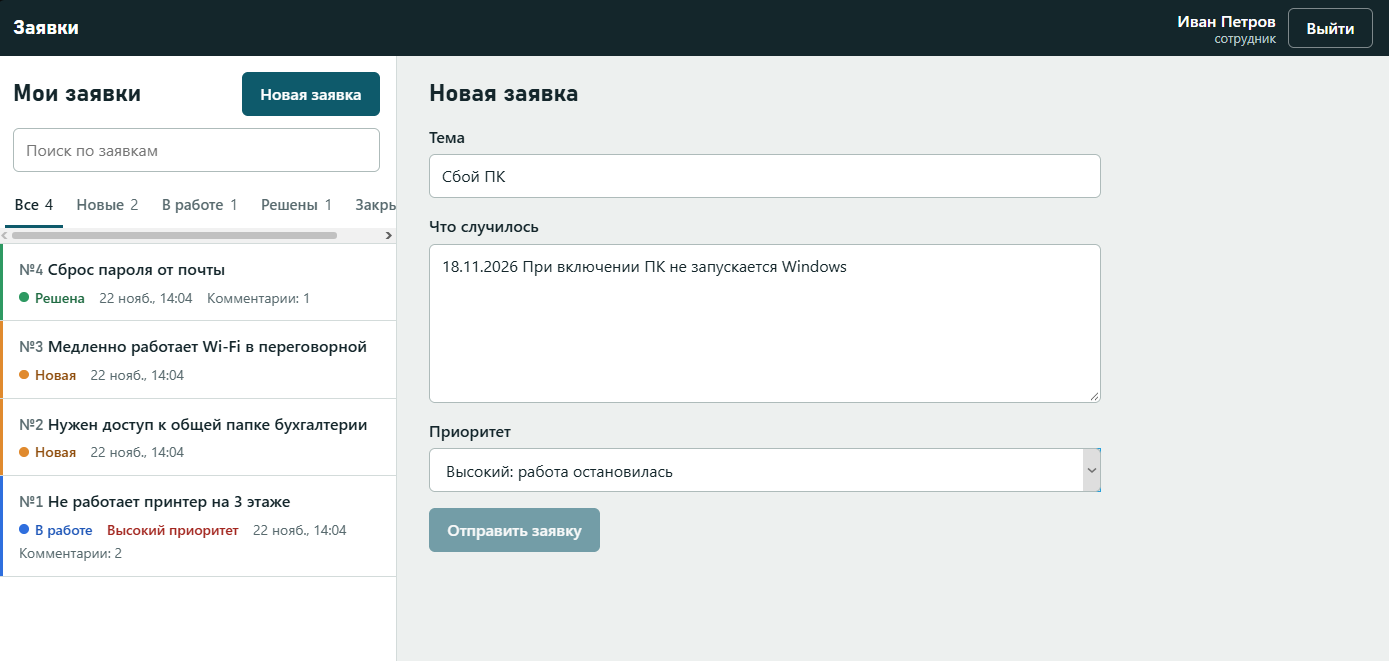 Заявки
Иван Петров
сотрудник
Выйти
Мои заявки
Новая заявка
Поиск по заявкам
Все 4 Новые 2 В работе 1 Решены 1 Закры
№4 Сброс пароля от почты
Решена 22 нояб., 14:04 Комментарии: 1
№3 Медленно работает Wi-Fi в переговорной
Новая 22 нояб., 14:04
№2 Нужен доступ к общей папке бухгалтерии
Новая 22 нояб., 14:04
№1 Не работает принтер на 3 этаже
В работе Высокий приоритет 22 нояб., 14:04
Комментарии: 2
Новая заявка
Тема
Сбой ПК
Что случилось
18.11.2026 При включении ПК не запускается Windows
Приоритет
Высокий: работа остановилась
Отправить заявку